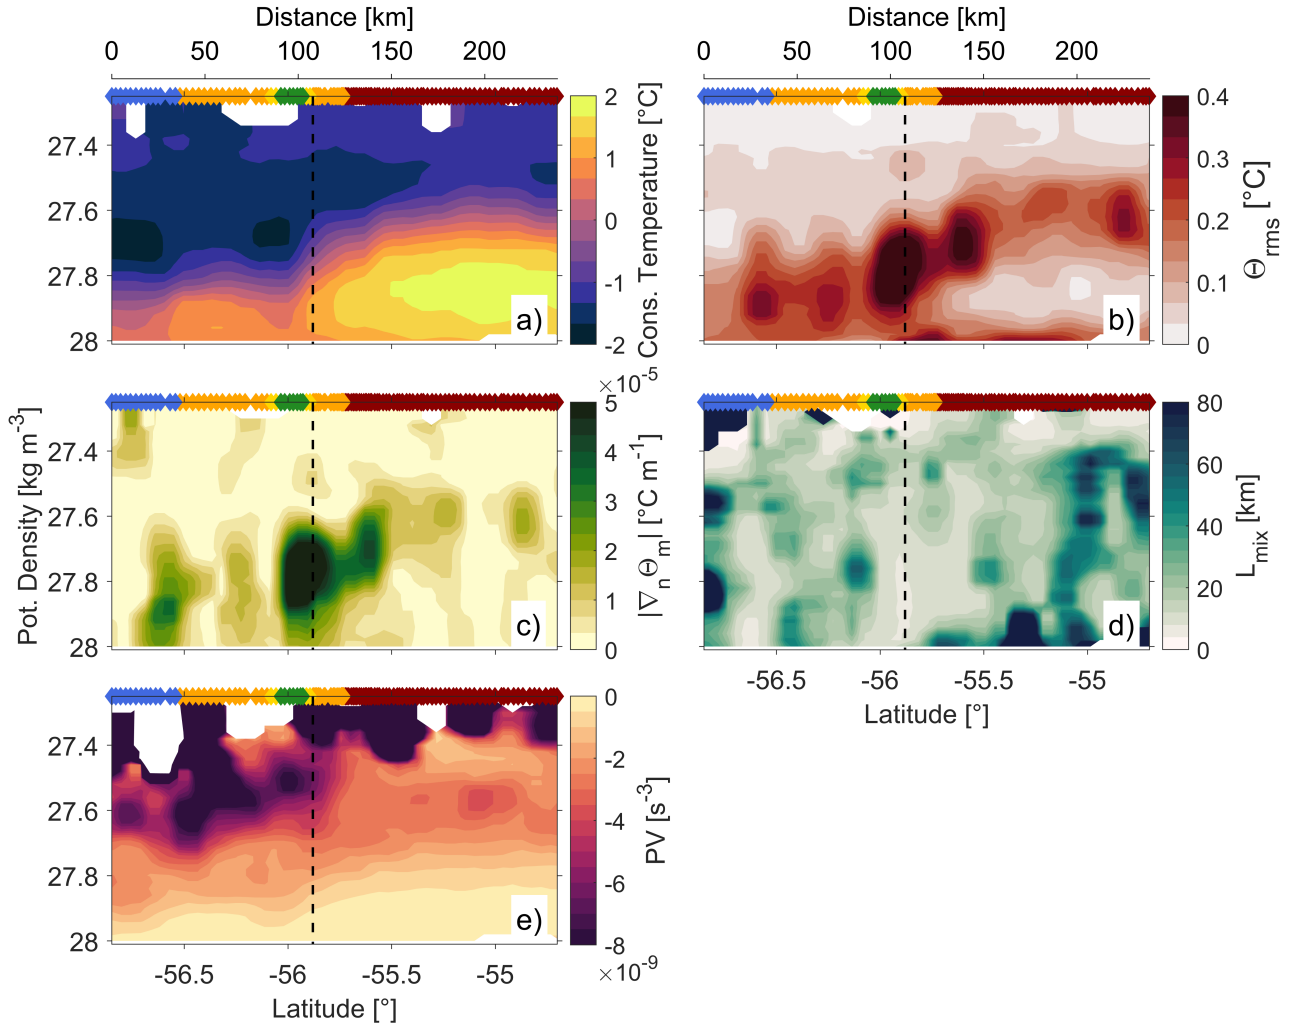 Distance [km]
0 50 100 150 200
27.4
27.6
27.8
28
a)
2
1
0
-1
-2
Cons. Temperature [°C]
Distance [km]
0 50 100 150 200
b)
0.4
0.3
0.2
0.1
0
Θrms [°C]
Pot. Density [kg m-3]
27.4
27.6
27.8
28
c)
×10-5
5
4
3
2
1
0
|∇nΘm| [°C m-1]
d)
80
60
40
20
0
Lmix [km]
-56.5 -56 -55.5 -55
Latitude [°]
27.4
27.6
27.8
28
e)
0
-2
-4
-6
-8
×10-9
PV [s-3]
-56.5 -56 -55.5 -55
Latitude [°]